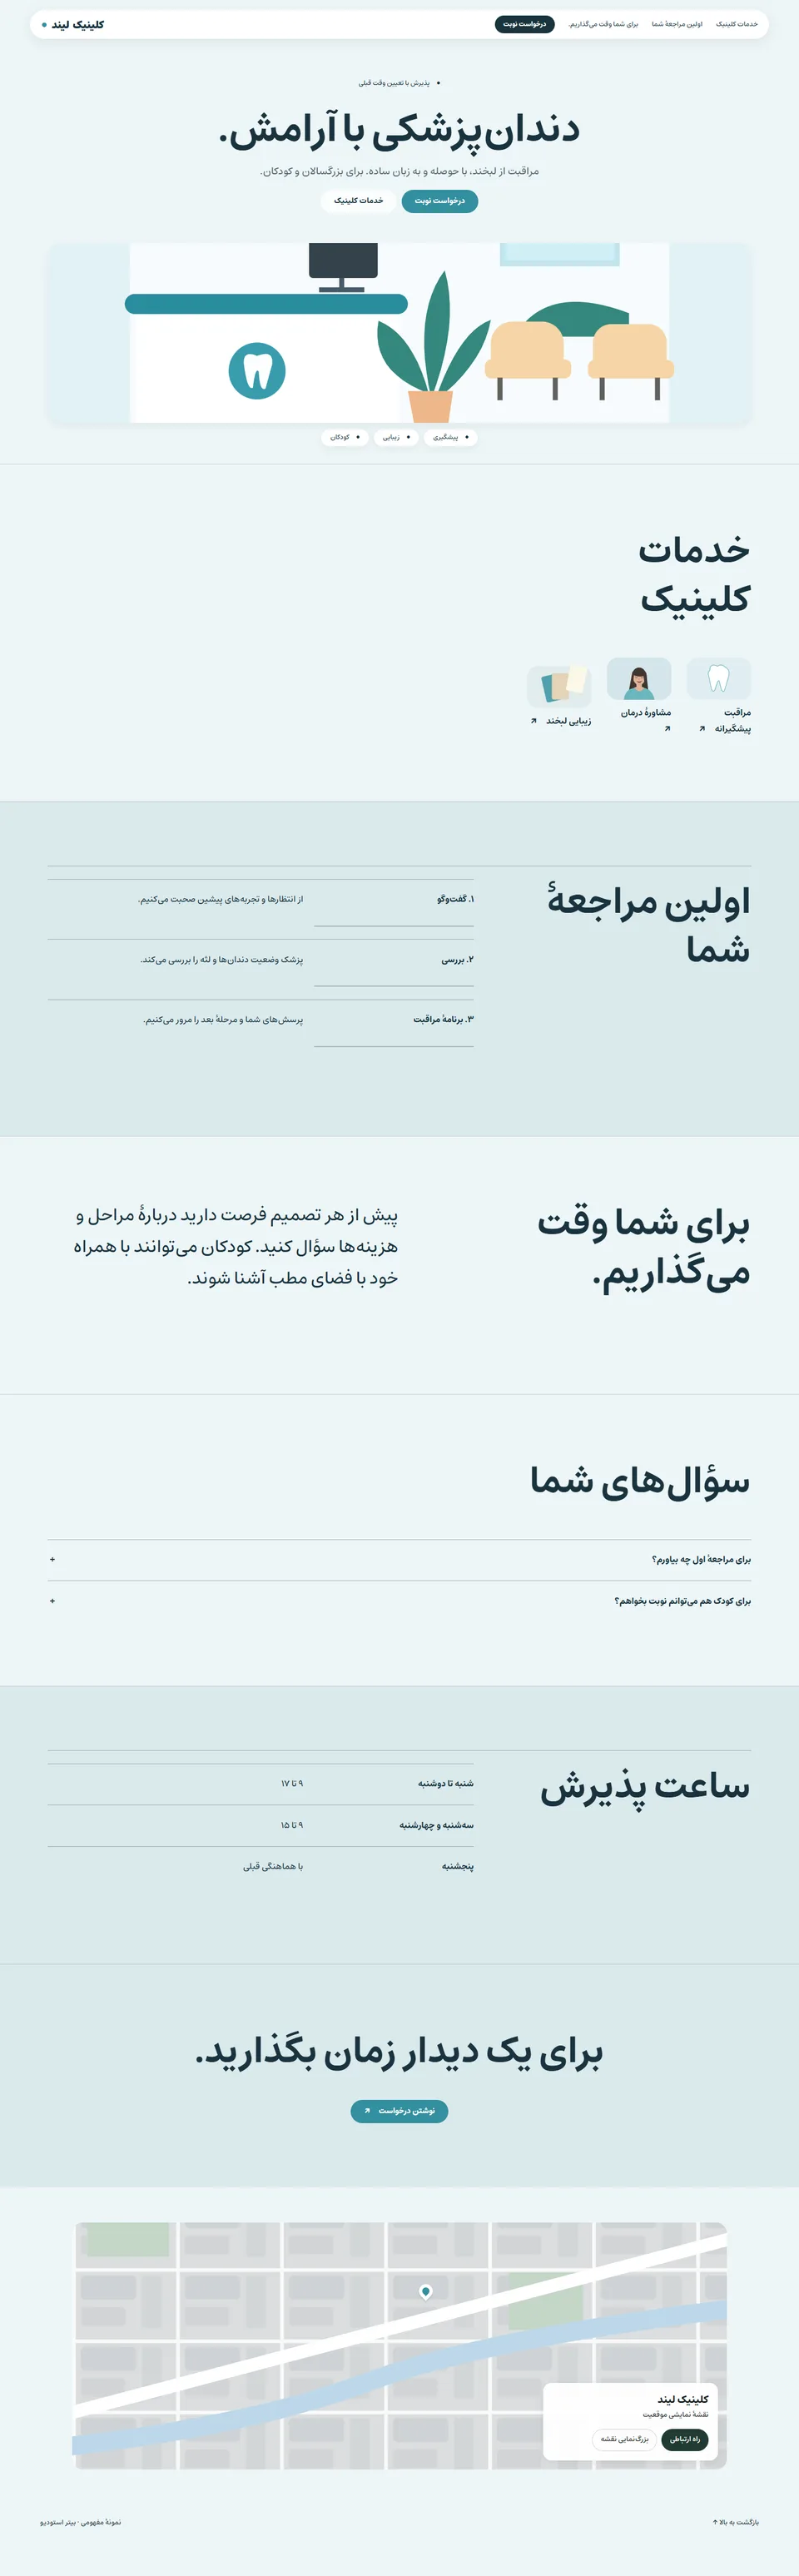 خدمات کلینیک
اولین مراجعهٔ شما
برای شما وقت می‌گذاریم.
درخواست نوبت
کلینیک لیند
پذیرش با تعیین وقت قبلی
دندان‌پزشکی با آرامش.
مراقبت از لبخند، با حوصله و به زبان ساده. برای بزرگسالان و کودکان.
درخواست نوبت
خدمات کلینیک
پیشگیری
زیبایی
کودکان
خدمات
کلینیک
مراقبت
پیشگیرانه ↗
مشاورهٔ درمان
↗
زیبایی لبخند ↗
اولین مراجعهٔ
شما
۱. گفت‌وگو
از انتظارها و تجربه‌های پیشین صحبت می‌کنیم.
۲. بررسی
پزشک وضعیت دندان‌ها و لثه را بررسی می‌کند.
۳. برنامهٔ مراقبت
پرسش‌های شما و مرحلهٔ بعد را مرور می‌کنیم.
برای شما وقت
می‌گذاریم.
پیش از هر تصمیم فرصت دارید دربارهٔ مراحل و
هزینه‌ها سؤال کنید. کودکان می‌توانند با همراه
خود با فضای مطب آشنا شوند.
سؤال‌های شما
برای مراجعهٔ اول چه بیاورم؟ +
برای کودک هم می‌توانم نوبت بخواهم؟ +
ساعت پذیرش
شنبه تا دوشنبه
۹ تا ۱۷
سه‌شنبه و چهارشنبه
۹ تا ۱۵
پنجشنبه
با هماهنگی قبلی
برای یک دیدار زمان بگذارید.
نوشتن درخواست ↗
کلینیک لیند
نقشهٔ نمایشی موقعیت
راه ارتباطی
بزرگ‌نمایی نقشه
بازگشت به بالا ↑
نمونهٔ مفهومی · بیتر استودیو